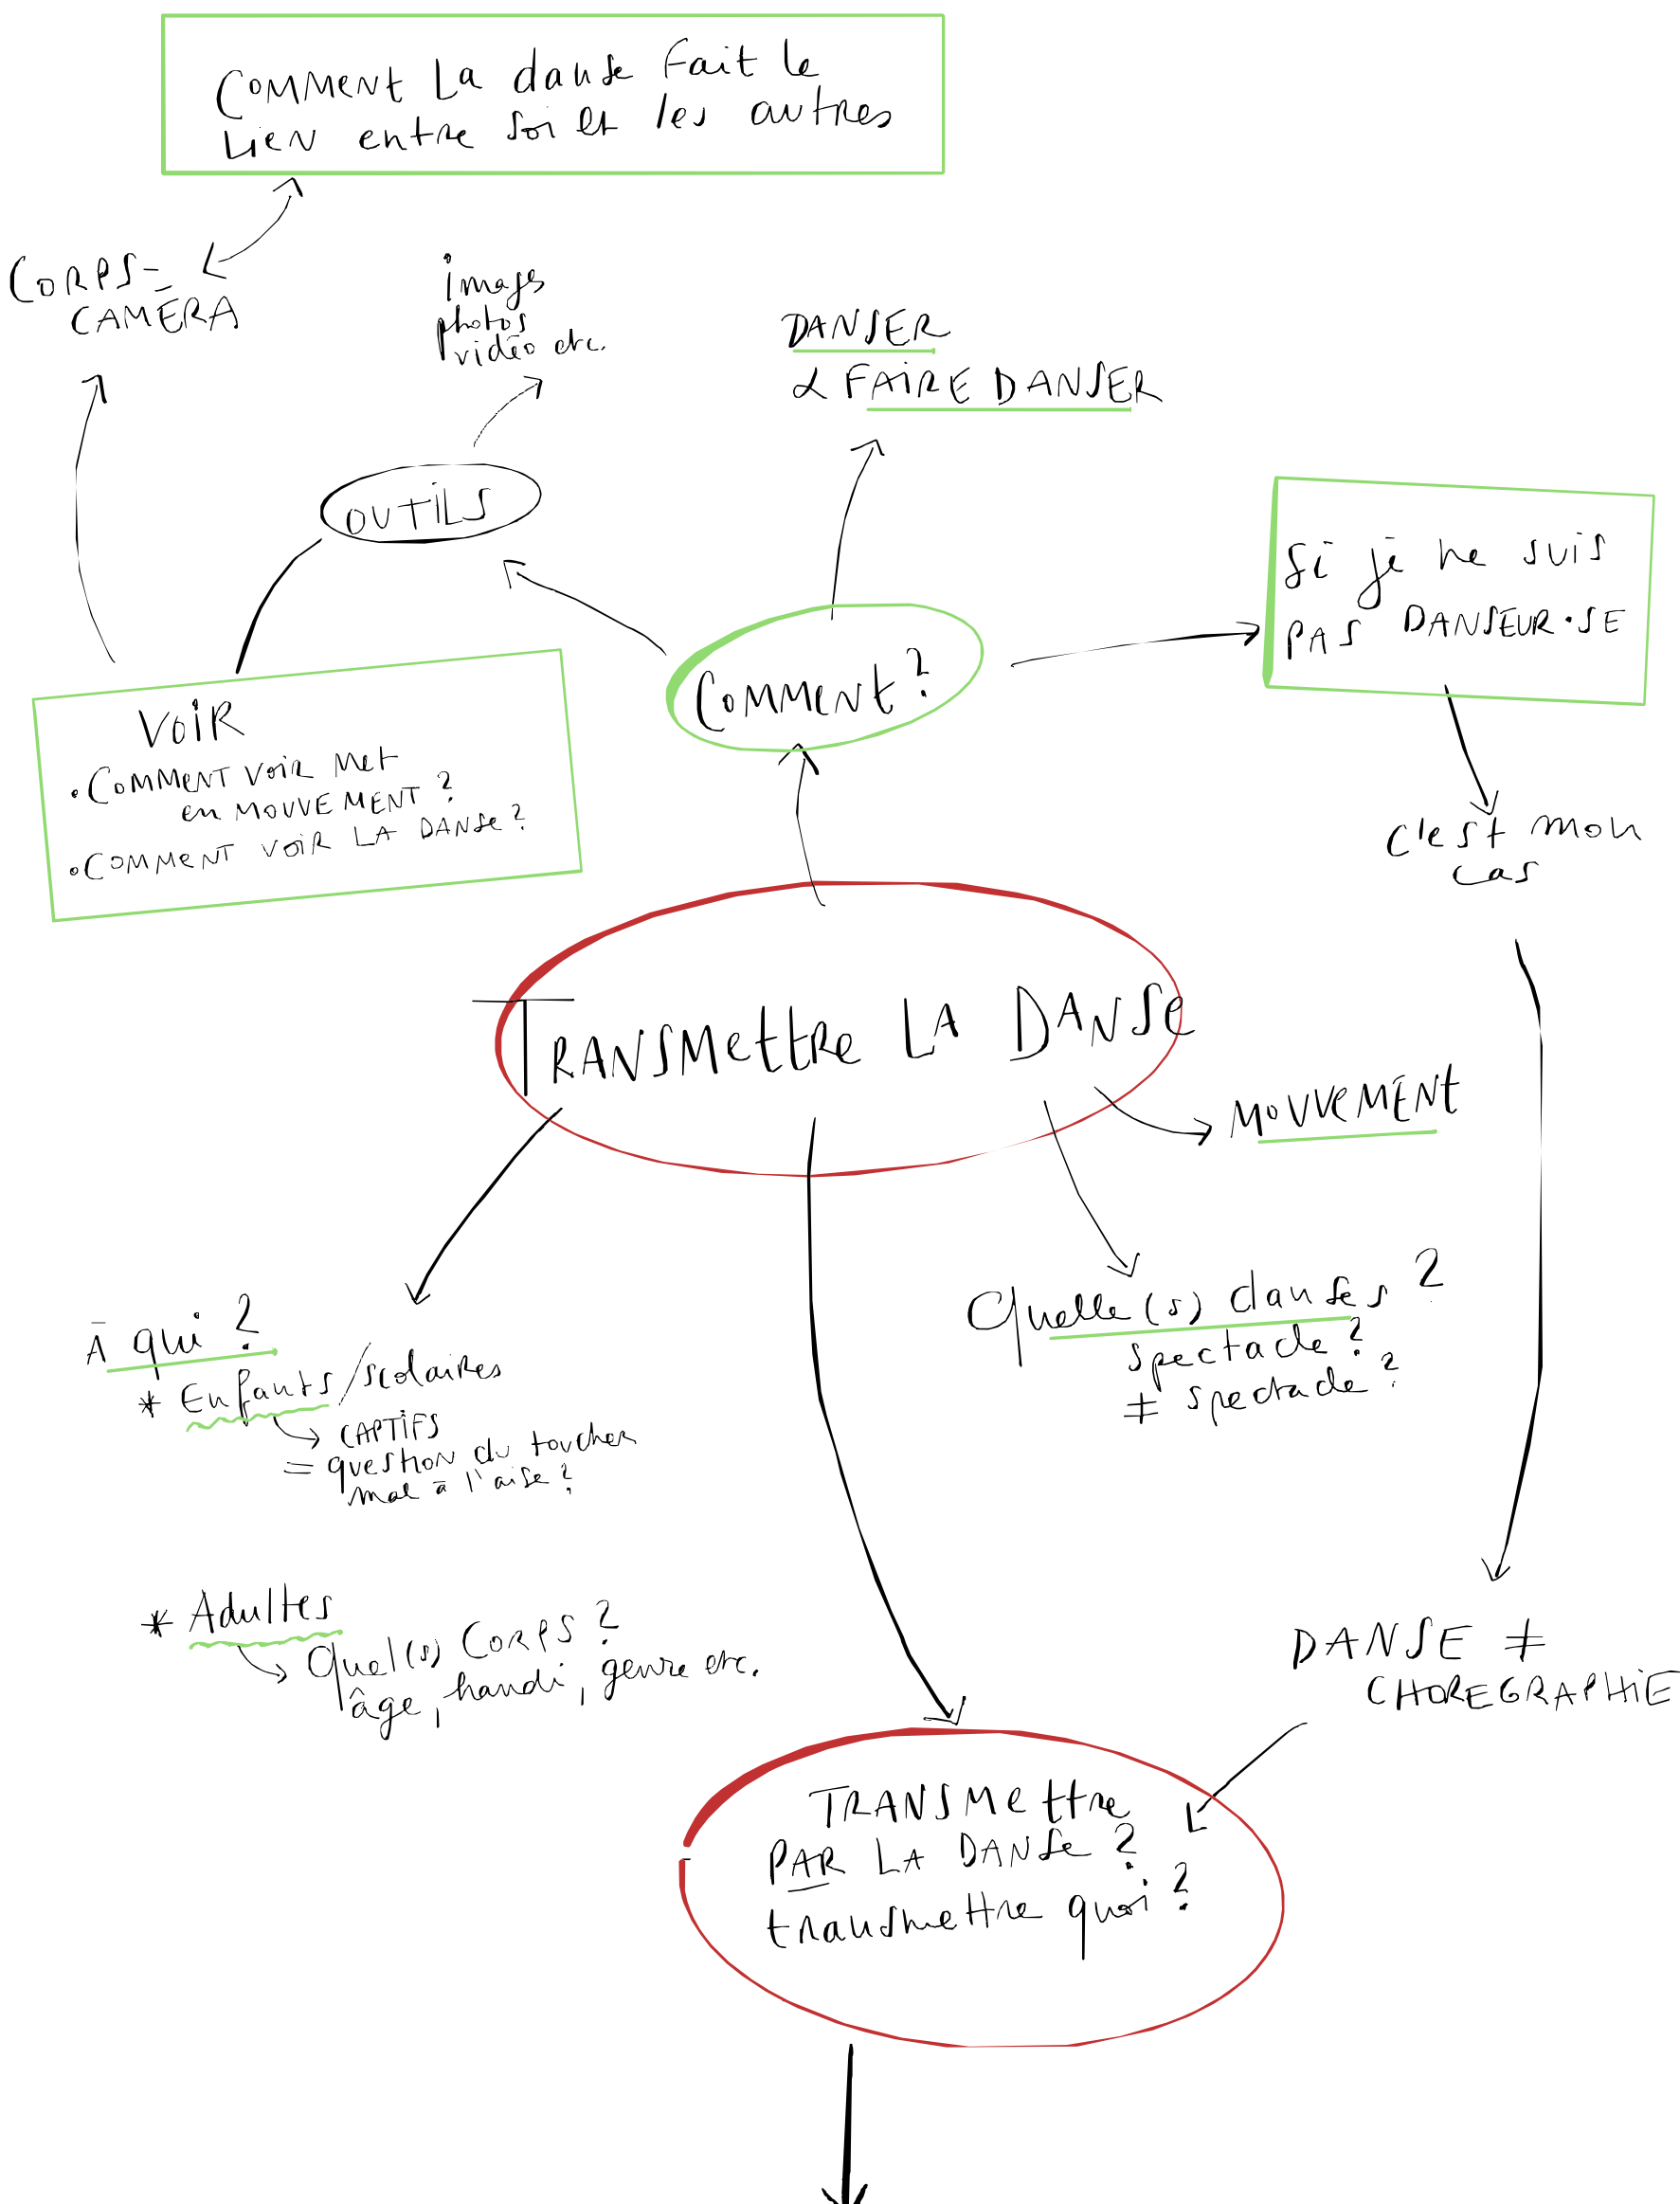 Comment La danse fait le
Lien entre soi et les autres
CORPS =
CAMÉRA
images
photos
vidéo etc.
DANSER
& FAIRE DANSER
OUTILS
Si je ne suis
PAS DANSEUR·SE
Comment ?
VOIR
• Comment voir met
en mouvement ?
• Comment voir la danse ?
c'est mon
cas
Transmettre La Danse
MOUVEMENT
Quelle(s) danses ?
spectacle ?
≠ spectacle ?
À qui ?
* Enfants / scolaires
CAPTIFS
= question du toucher
mal à l'aise ?
* Adultes
Quel(s) Corps ?
âge, handi, genre etc.
DANSE ≠
CHOREGRAPHIE
TRANSMettre
PAR LA DANSE ?
transmettre quoi ?